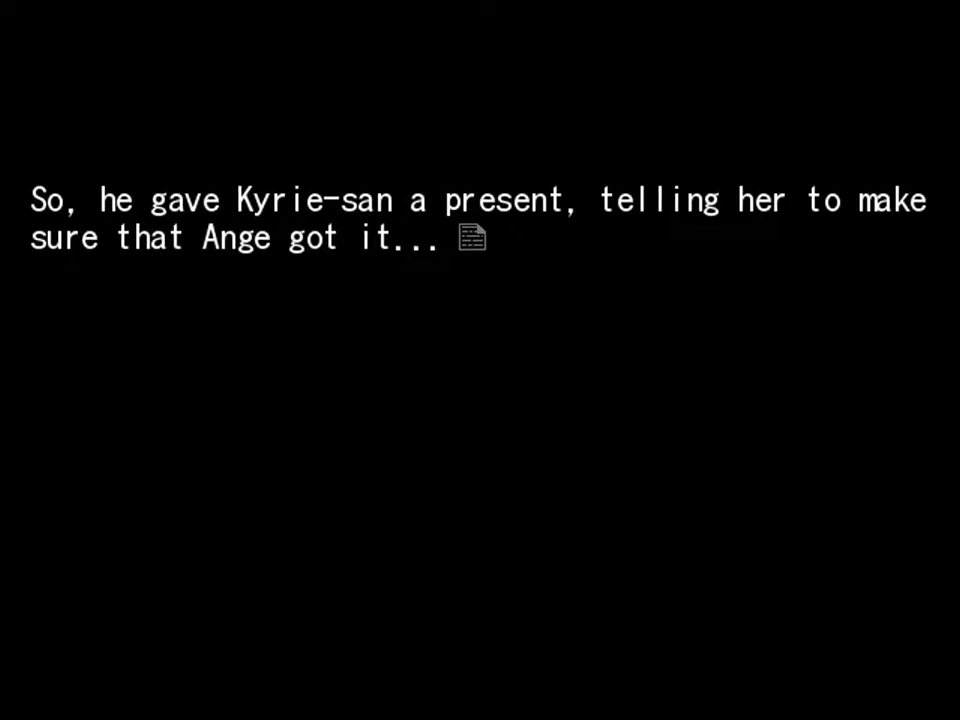 So, he gave Kyrie-san a present, telling her to make
sure that Ange got it...